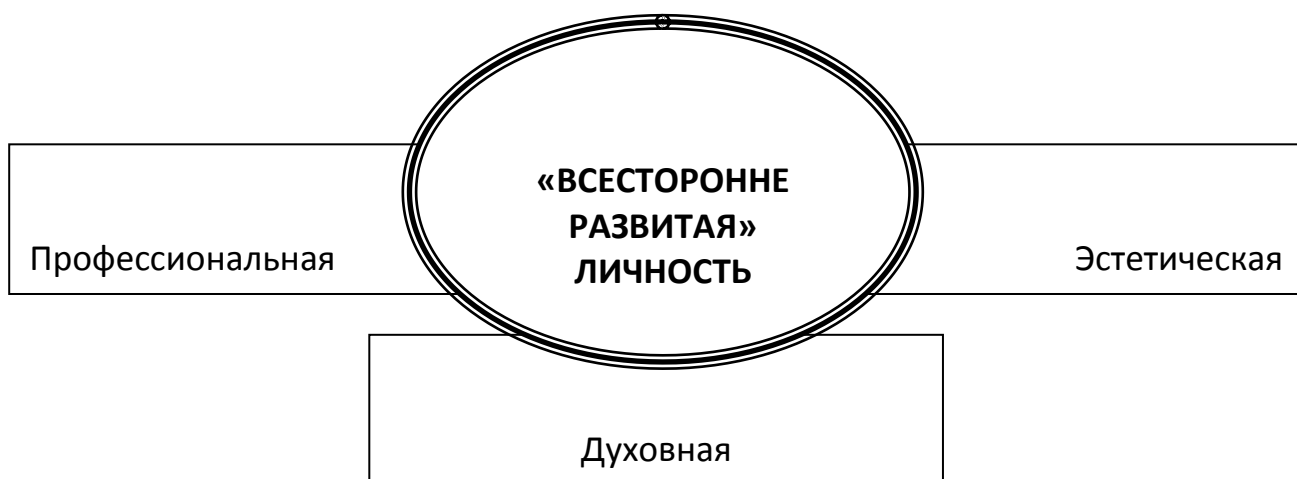 «ВСЕСТОРОННЕ
РАЗВИТАЯ»
ЛИЧНОСТЬ
Профессиональная
Эстетическая
Духовная